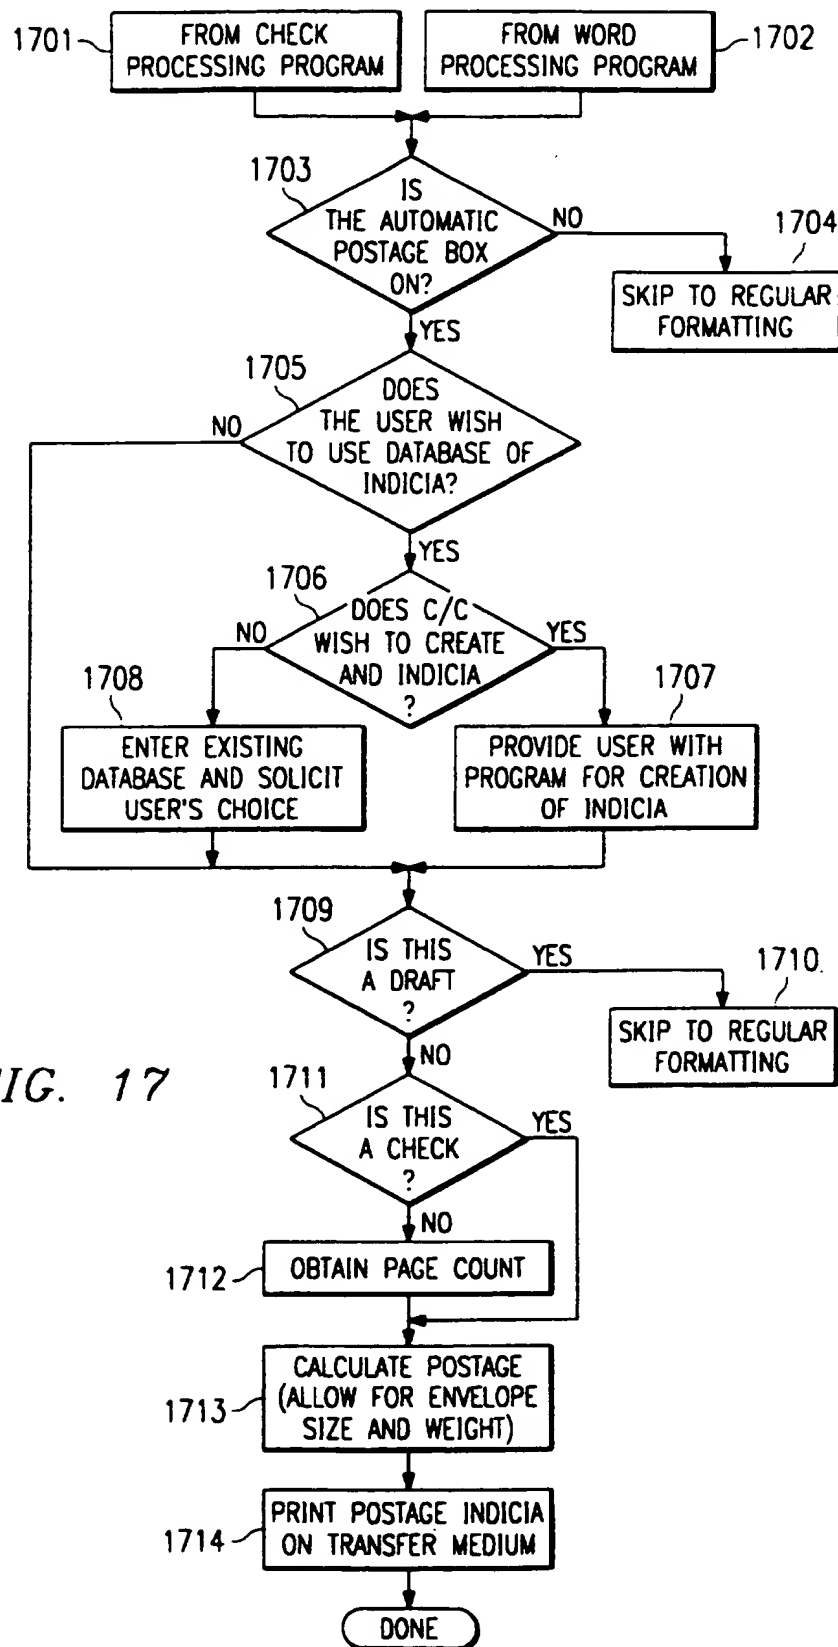 1701
FROM CHECK
PROCESSING PROGRAM
FROM WORD
PROCESSING PROGRAM
1702
1703
IS
THE AUTOMATIC
POSTAGE BOX
ON?
NO
1704
SKIP TO REGULAR
FORMATTING
YES
1705
DOES
THE USER WISH
TO USE DATABASE OF
INDICIA?
NO
YES
1706
DOES C/C
WISH TO CREATE
AND INDICIA
?
NO
YES
1708
ENTER EXISTING
DATABASE AND SOLICIT
USER'S CHOICE
1707
PROVIDE USER WITH
PROGRAM FOR CREATION
OF INDICIA
1709
IS THIS
A DRAFT
?
YES
1710
SKIP TO REGULAR
FORMATTING
NO
IG. 17
1711
IS THIS
A CHECK
?
YES
NO
1712
OBTAIN PAGE COUNT
1713
CALCULATE POSTAGE
(ALLOW FOR ENVELOPE
SIZE AND WEIGHT)
1714
PRINT POSTAGE INDICIA
ON TRANSFER MEDIUM
DONE